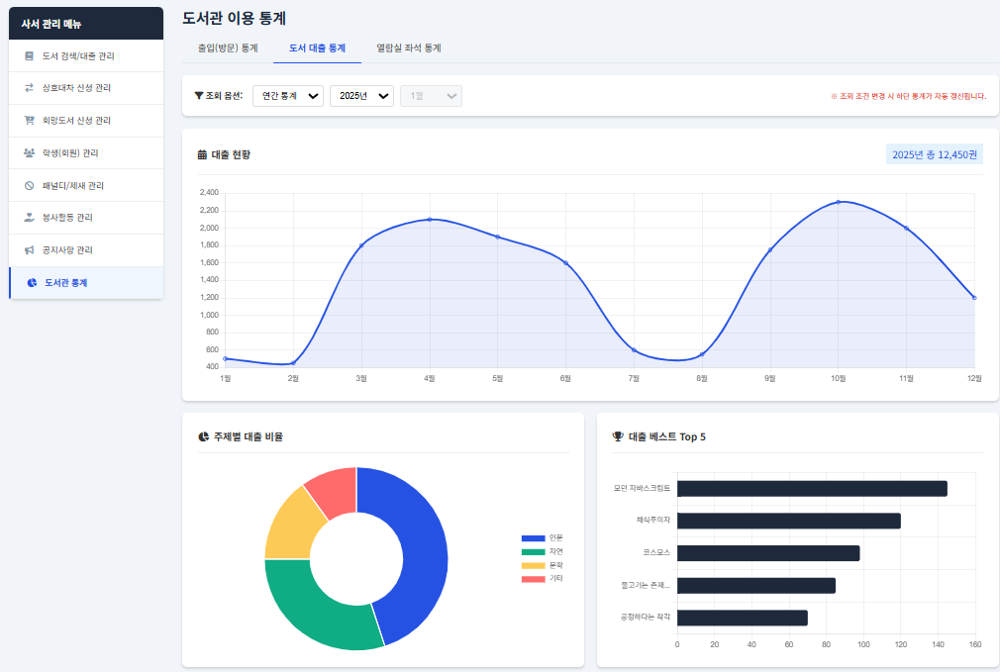 사서 관리 메뉴
도서 검색/대출 관리
상호대차 신청 관리
희망도서 신청 관리
학생(회원) 관리
패널티/제재 관리
봉사활동 관리
공지사항 관리
도서관 통계
도서관 이용 통계
출입(방문) 통계
도서 대출 통계
열람실 좌석 통계
조회 옵션:
연간 통계
2025년
1월
※ 조회 조건 변경 시 하단 통계가 자동 갱신됩니다.
대출 현황
2025년 총 12,450권
2,400
2,200
2,000
1,800
1,600
1,400
1,200
1,000
800
600
400
1월 2월 3월 4월 5월 6월 7월 8월 9월 10월 11월 12월
주제별 대출 비율
인문
자연
문학
기타
대출 베스트 Top 5
모던 자바스크립트
채식주의자
코스모스
물고기는 존재...
공정하다는 착각
0 20 40 60 80 100 120 140 160